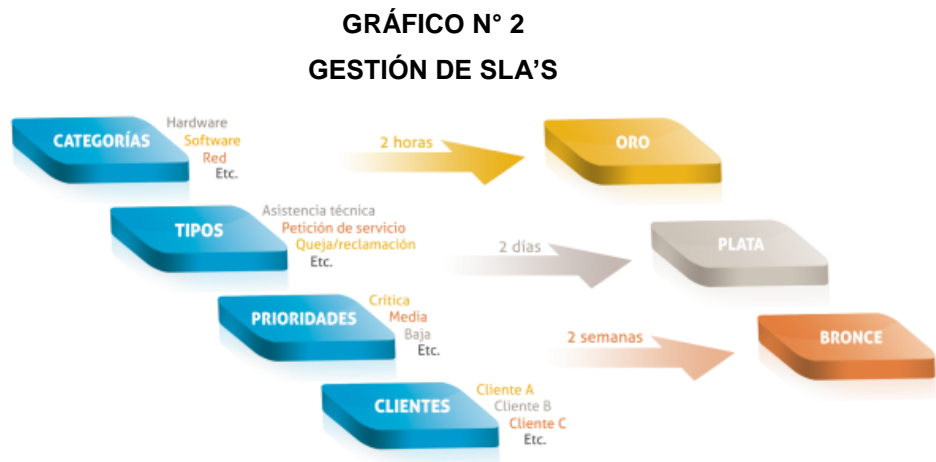 GRÁFICO N° 2
GESTIÓN DE SLA'S
CATEGORÍAS
Hardware
Software
Red
Etc.
2 horas
ORO
TIPOS
Asistencia técnica
Petición de servicio
Queja/reclamación
Etc.
2 días
PLATA
PRIORIDADES
Crítica
Media
Baja
Etc.
2 semanas
BRONCE
CLIENTES
Cliente A
Cliente B
Cliente C
Etc.